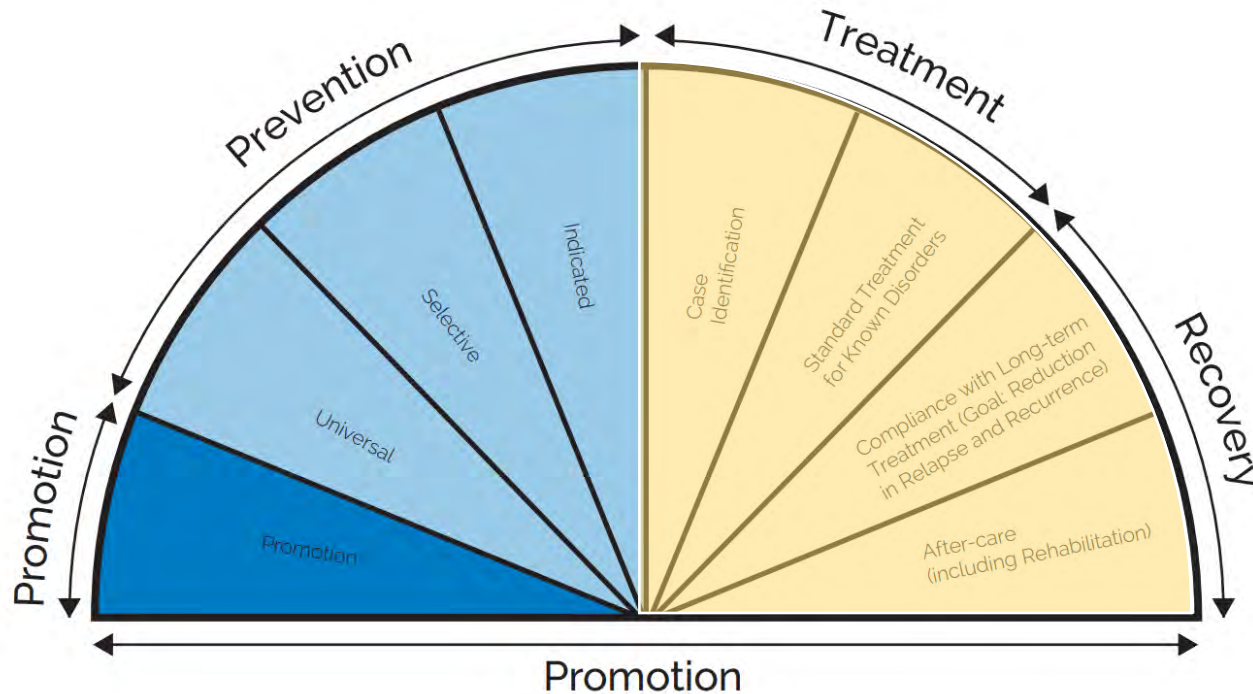 Prevention
Treatment
Promotion
Recovery
Promotion
Universal
Selective
Indicated
Case
Identification
Standard Treatment
for Known Disorders
Compliance with Long-term
Treatment (Goal: Reduction
in Relapse and Recurrence)
After-care
(including Rehabilitation)
Promotion